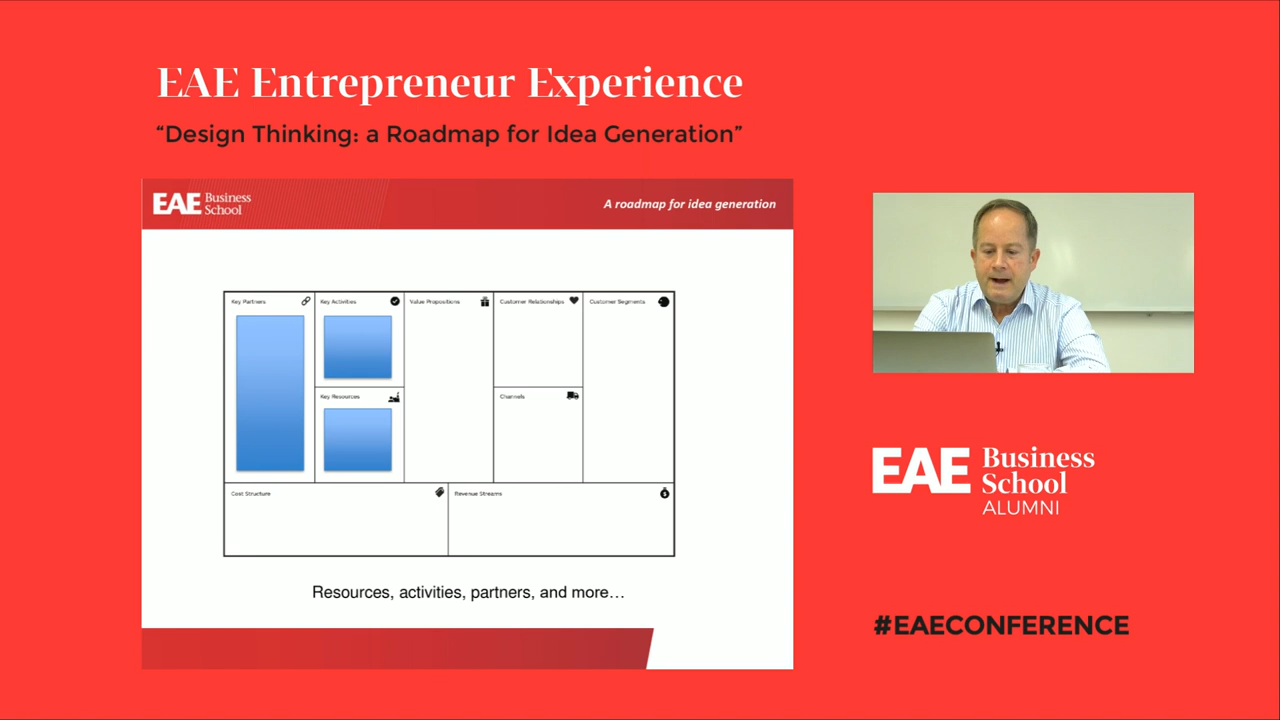 EAE Entrepreneur Experience
“Design Thinking: a Roadmap for Idea Generation”
EAE Business School
A roadmap for idea generation
Key Partners
Key Activities
Value Propositions
Customer Relationships
Customer Segments
Key Resources
Channels
Cost Structure
Revenue Streams
Resources, activities, partners, and more…
EAE Business
School
ALUMNI
#EAECONFERENCE